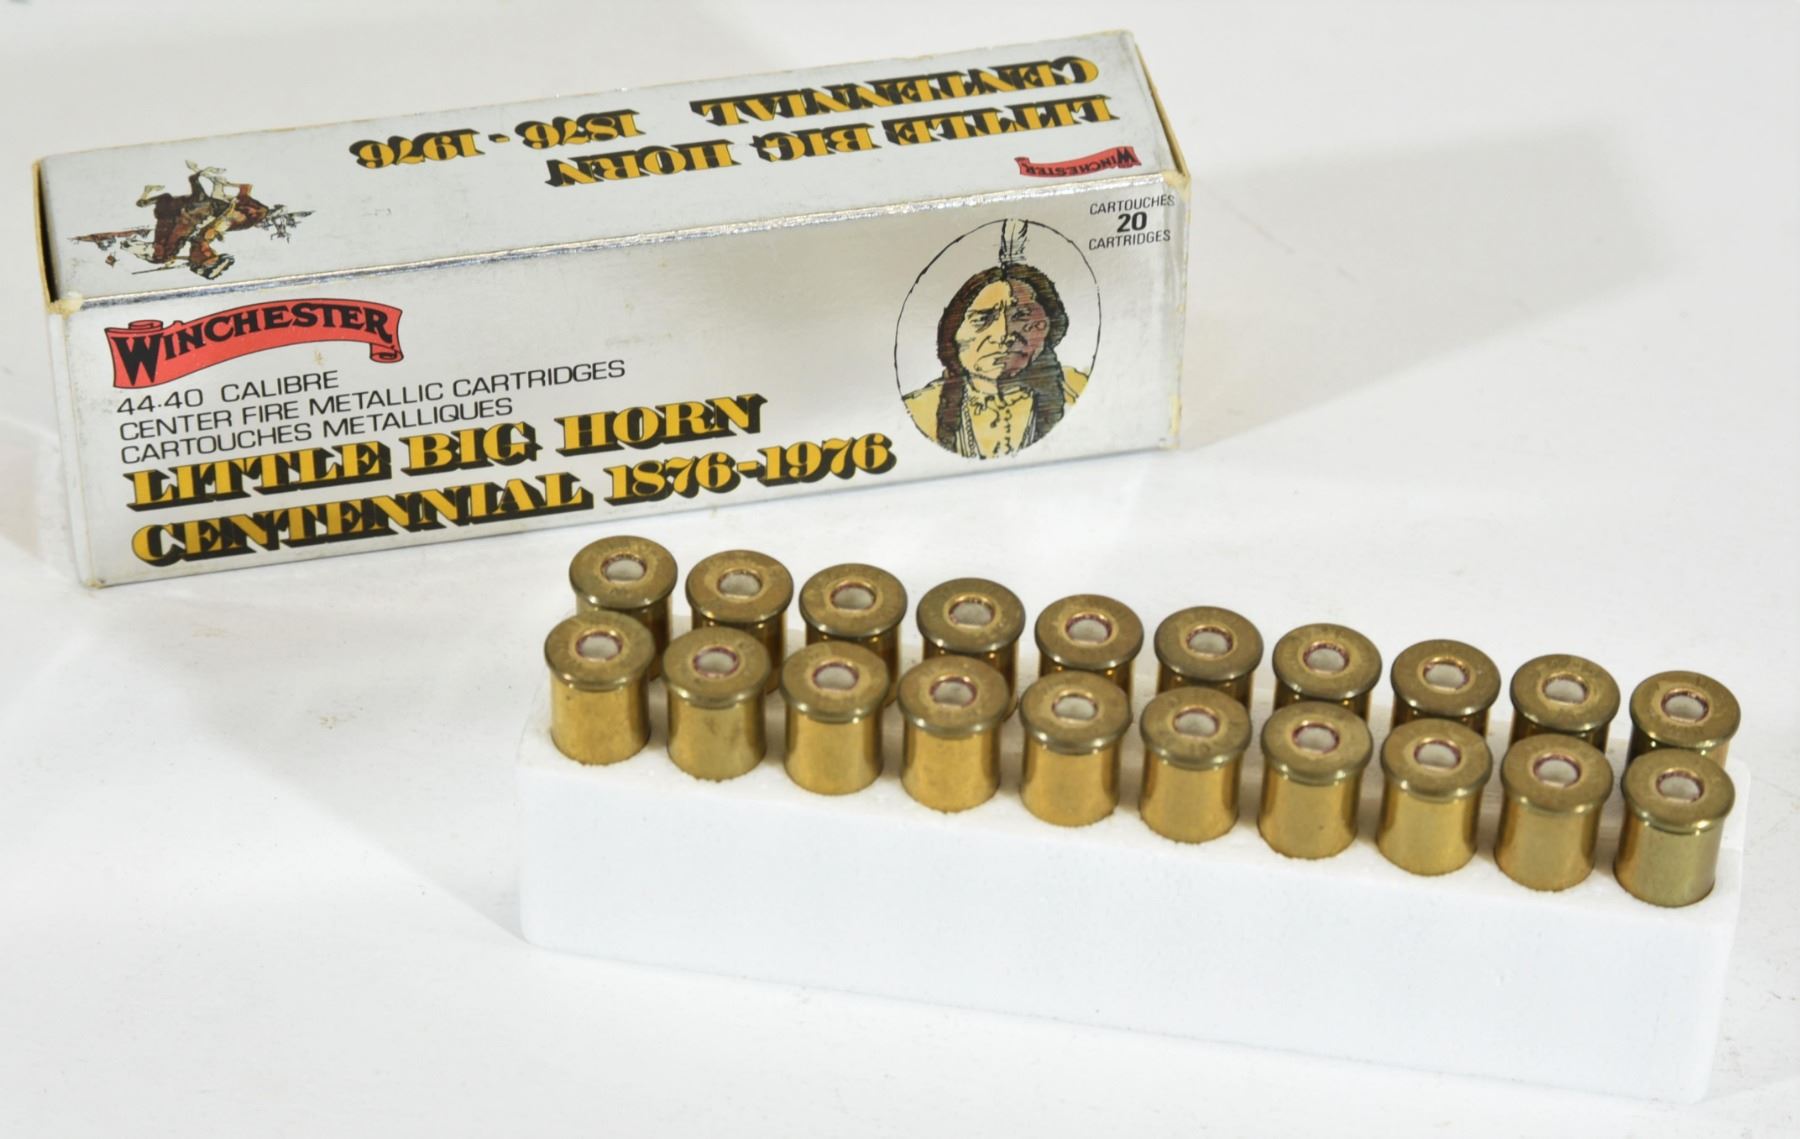 LITTLE BIG HORN
CENTENNIAL 1876 - 1976
WINCHESTER
CARTOUCHES
20
CARTRIDGES
WINCHESTER
44-40 CALIBRE
CENTER FIRE METALLIC CARTRIDGES
CARTOUCHES METALLIQUES
LITTLE BIG HORN
CENTENNIAL 1876-1976